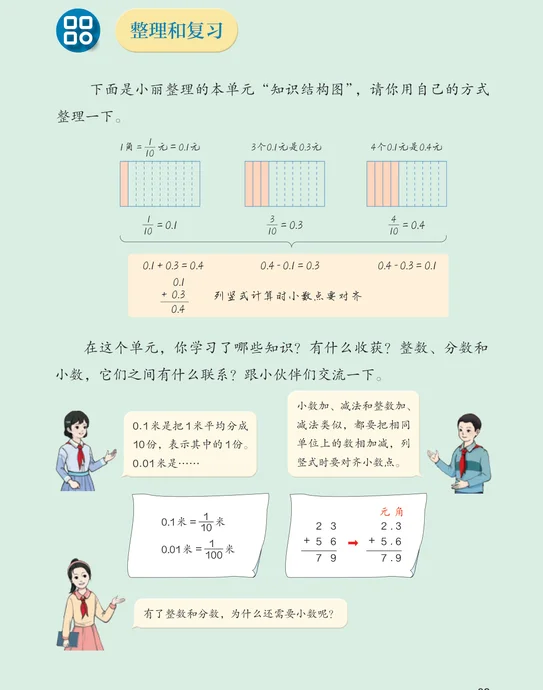 整理和复习
下面是小丽整理的本单元“知识结构图”，请你用自己的方式
整理一下。
1角=1/10元=0.1元
3个0.1元是0.3元
4个0.1元是0.4元
1/10=0.1
3/10=0.3
4/10=0.4
0.1+0.3=0.4
0.4-0.1=0.3
0.4-0.3=0.1
0.1
+ 0.3
0.4
列竖式计算时小数点要对齐
在这个单元，你学习了哪些知识？有什么收获？整数、分数和
小数，它们之间有什么联系？跟小伙伴们交流一下。
0.1米是把1米平均分成
10份，表示其中的1份。
0.01米是……
小数加、减法和整数加、
减法类似，都要把相同
单位上的数相加减，列
竖式时要对齐小数点。
0.1米=1/10米
0.01米=1/100米
元 角
2 3
+ 5 6
7 9
2.3
+ 5.6
7.9
有了整数和分数，为什么还需要小数呢？